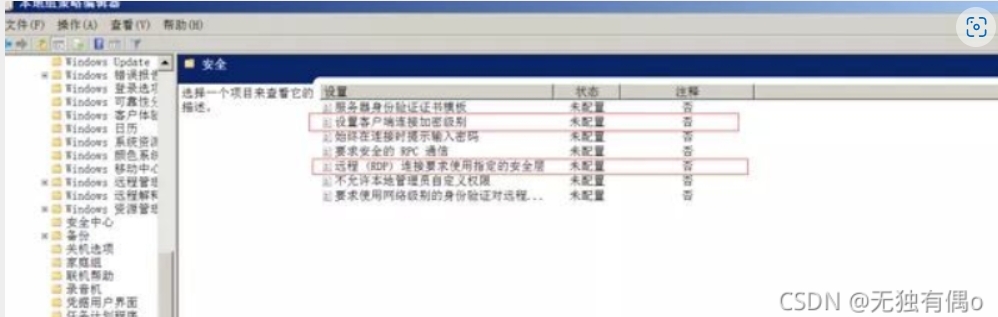 本地组策略编辑器
文件(F) 操作(A) 查看(V) 帮助(H)
Windows Update
Windows 错误报告
Windows 登录选项
Windows 可靠性分
Windows 客户体验
Windows 日历
Windows 系统资源
Windows 颜色系统
Windows 移动中心
Windows 远程管理
Windows 远程解释
Windows 资源管理
安全中心
备份
关机选项
家庭组
联机帮助
录音机
凭据用户界面
任务计划程序
安全
选择一个项目来查看它的
描述。
设置 状态 注释
服务器身份验证证书模板 未配置 否
设置客户端连接加密级别 未配置 否
始终在连接时提示输入密码 未配置 否
要求安全的 RPC 通信 未配置 否
远程 (RDP) 连接要求使用指定的安全层 未配置 否
不允许本地管理员自定义权限 未配置 否
要求使用网络级别的身份验证对远程... 未配置 否
CSDN @无独有偶o